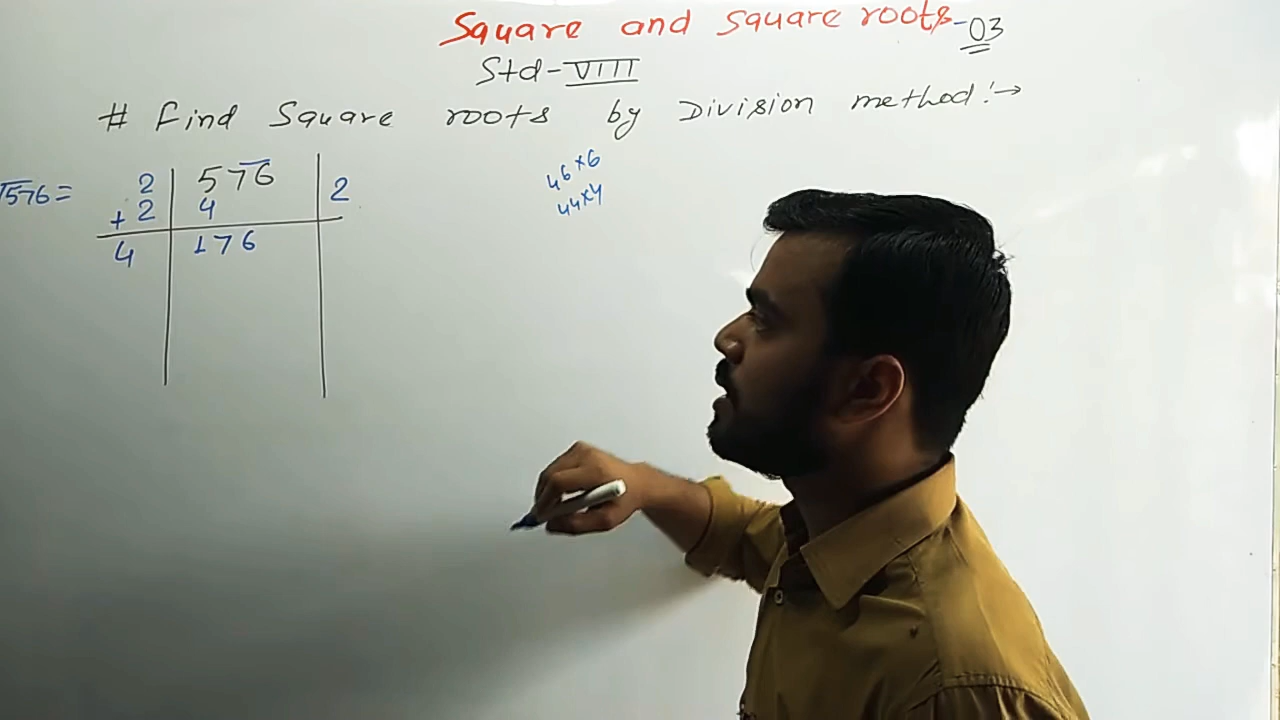 Square and square roots-03
Std-VIII
# Find Square roots by Division method:→
√576 = 2 | 576 | 2
+2 | 4
4 | 176
46×6
44×4